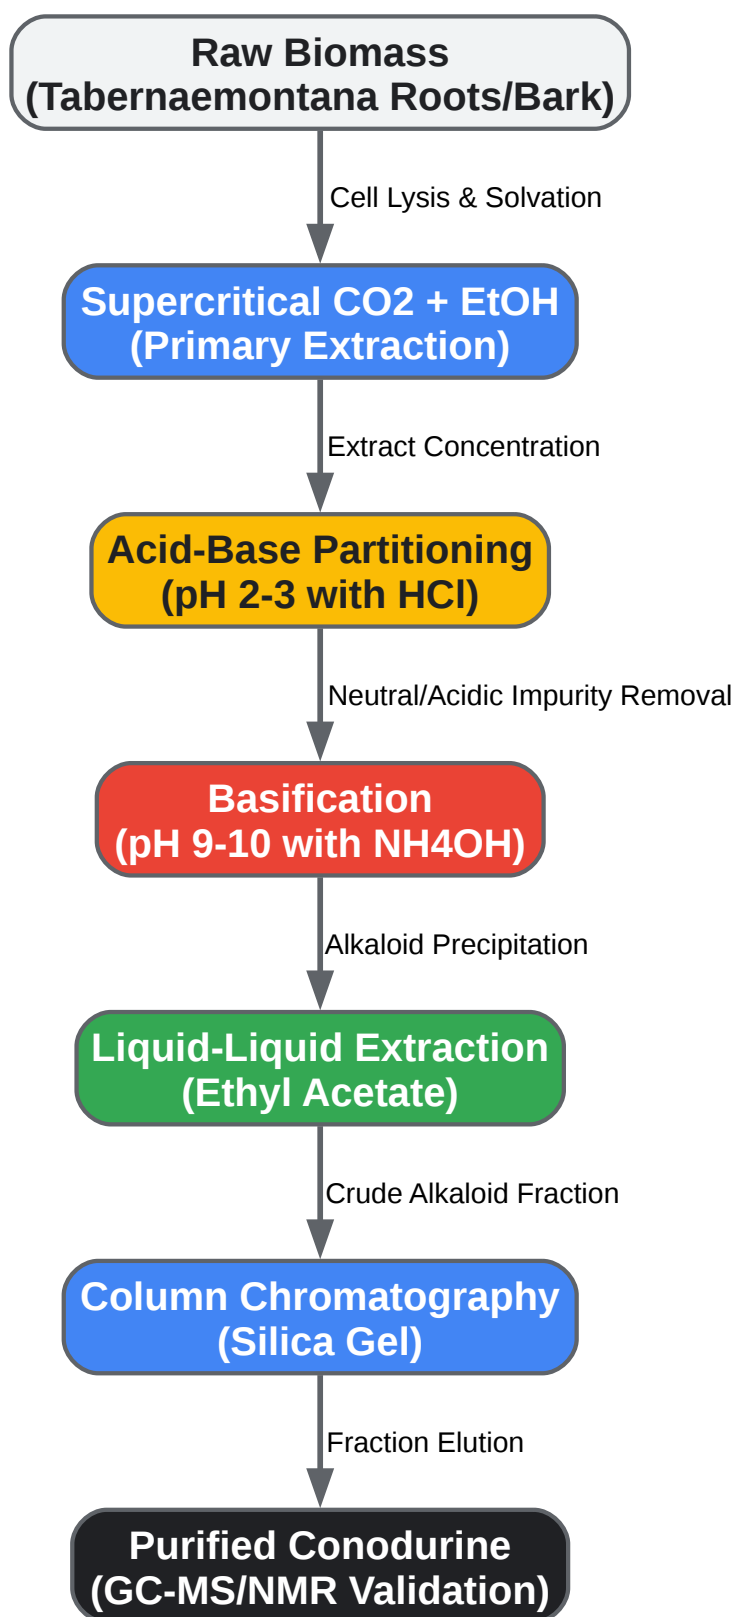 Raw Biomass
(Tabernaemontana Roots/Bark)
Cell Lysis & Solvation
Supercritical CO2 + EtOH
(Primary Extraction)
Extract Concentration
Acid-Base Partitioning
(pH 2-3 with HCl)
Neutral/Acidic Impurity Removal
Basification
(pH 9-10 with NH4OH)
Alkaloid Precipitation
Liquid-Liquid Extraction
(Ethyl Acetate)
Crude Alkaloid Fraction
Column Chromatography
(Silica Gel)
Fraction Elution
Purified Conodurine
(GC-MS/NMR Validation)